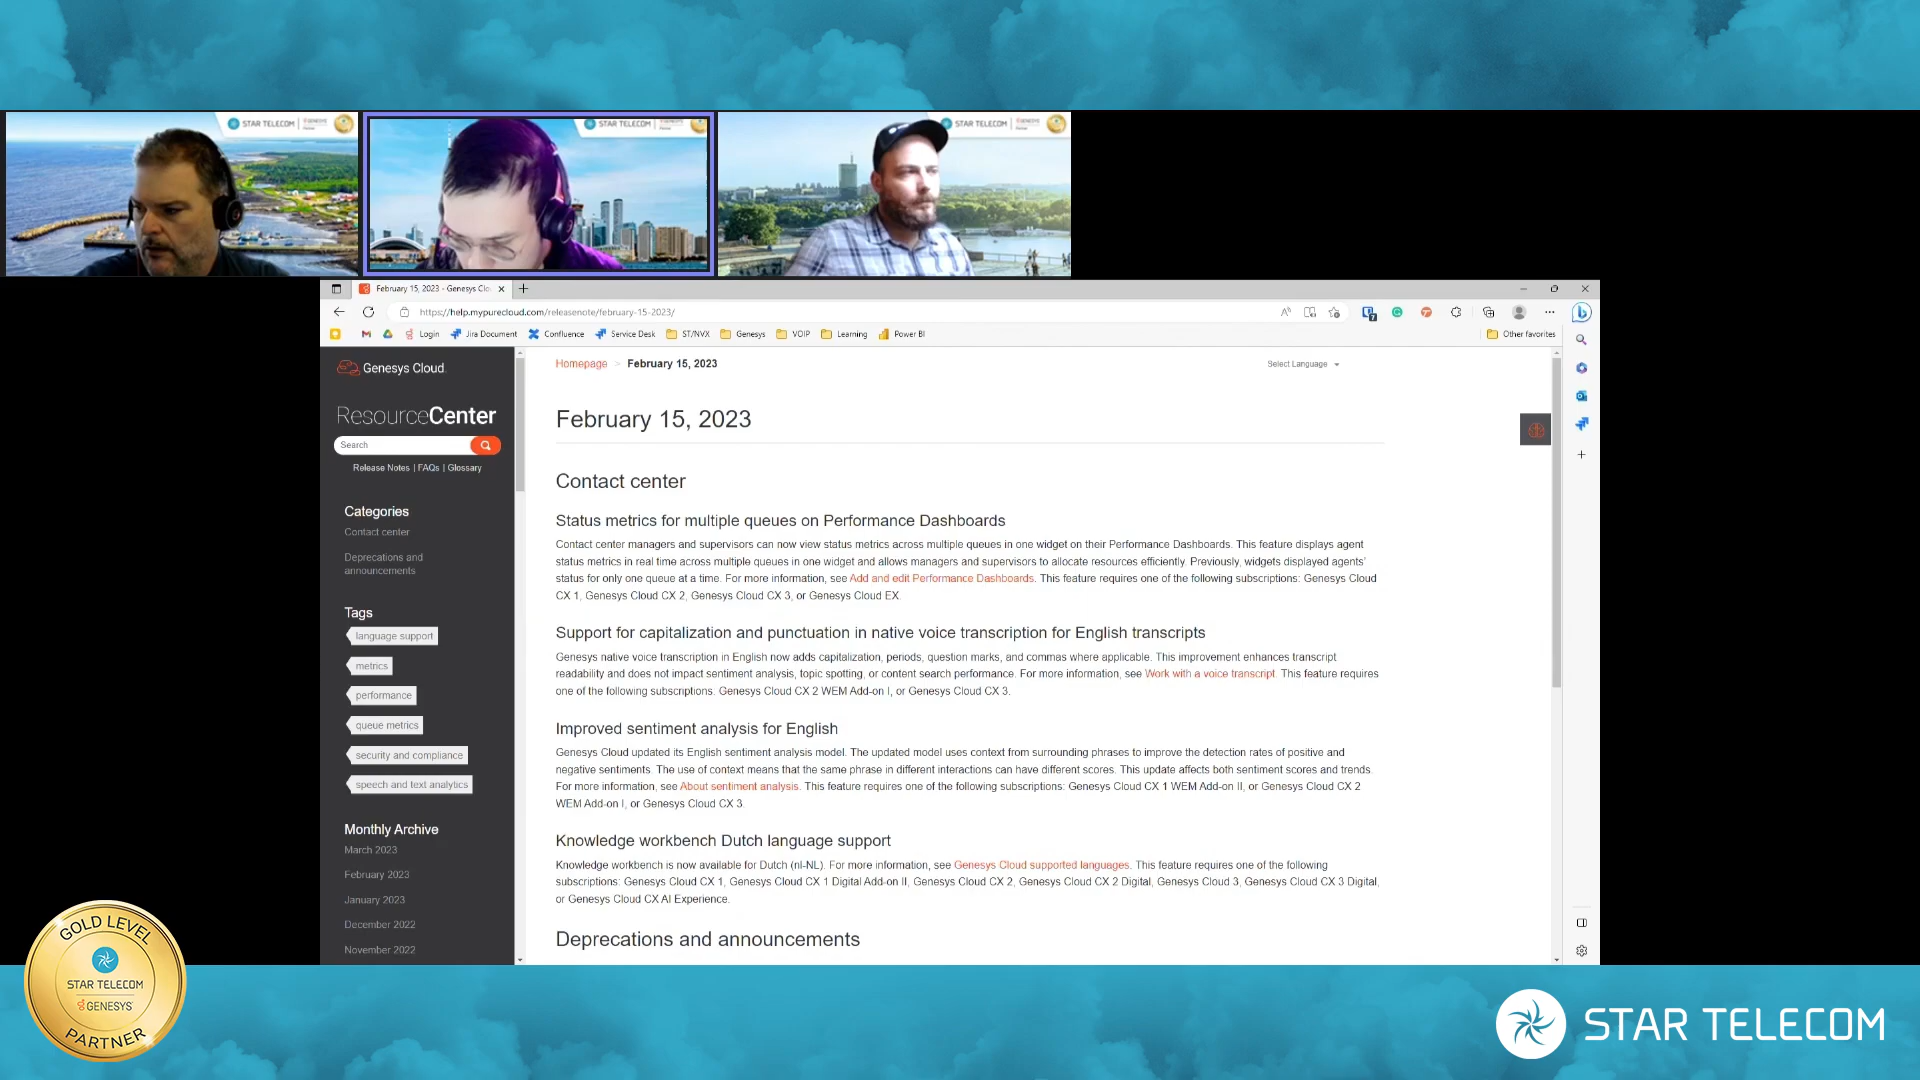 STAR TELECOM | GENESYS
STAR TELECOM | GENESYS
STAR TELECOM | GENESYS
February 15, 2023 - Genesys Clo
https://help.mypurecloud.com/releasenote/february-15-2023/
Login
Jira Document
Confluence
Service Desk
ST/NVX
Genesys
VOIP
Learning
Power BI
Other favorites
Genesys Cloud
ResourceCenter
Search
Release Notes | FAQs | Glossary
Categories
Contact center
Deprecations and
announcements
Tags
language support
metrics
performance
queue metrics
security and compliance
speech and text analytics
Monthly Archive
March 2023
February 2023
January 2023
December 2022
November 2022
Homepage > February 15, 2023
Select Language
February 15, 2023
Contact center
Status metrics for multiple queues on Performance Dashboards
Contact center managers and supervisors can now view status metrics across multiple queues in one widget on their Performance Dashboards. This feature displays agent
status metrics in real time across multiple queues in one widget and allows managers and supervisors to allocate resources efficiently. Previously, widgets displayed agents'
status for only one queue at a time. For more information, see Add and edit Performance Dashboards. This feature requires one of the following subscriptions: Genesys Cloud
CX 1, Genesys Cloud CX 2, Genesys Cloud CX 3, or Genesys Cloud EX.
Support for capitalization and punctuation in native voice transcription for English transcripts
Genesys native voice transcription in English now adds capitalization, periods, question marks, and commas where applicable. This improvement enhances transcript
readability and does not impact sentiment analysis, topic spotting, or content search performance. For more information, see Work with a voice transcript. This feature requires
one of the following subscriptions. Genesys Cloud CX 2 WEM Add-on I, or Genesys Cloud CX 3.
Improved sentiment analysis for English
Genesys Cloud updated its English sentiment analysis model. The updated model uses context from surrounding phrases to improve the detection rates of positive and
negative sentiments. The use of context means that the same phrase in different interactions can have different scores. This update affects both sentiment scores and trends.
For more information, see About sentiment analysis. This feature requires one of the following subscriptions: Genesys Cloud CX 1 WEM Add-on II, or Genesys Cloud CX 2
WEM Add-on I, or Genesys Cloud CX 3.
Knowledge workbench Dutch language support
Knowledge workbench is now available for Dutch (nl-NL). For more information, see Genesys Cloud supported languages. This feature requires one of the following
subscriptions: Genesys Cloud CX 1, Genesys Cloud CX 1 Digital Add-on II, Genesys Cloud CX 2, Genesys Cloud CX 2 Digital, Genesys Cloud 3, Genesys Cloud CX 3 Digital,
or Genesys Cloud CX AI Experience.
Deprecations and announcements
GOLD LEVEL
STAR TELECOM
GENESYS
PARTNER
STAR TELECOM